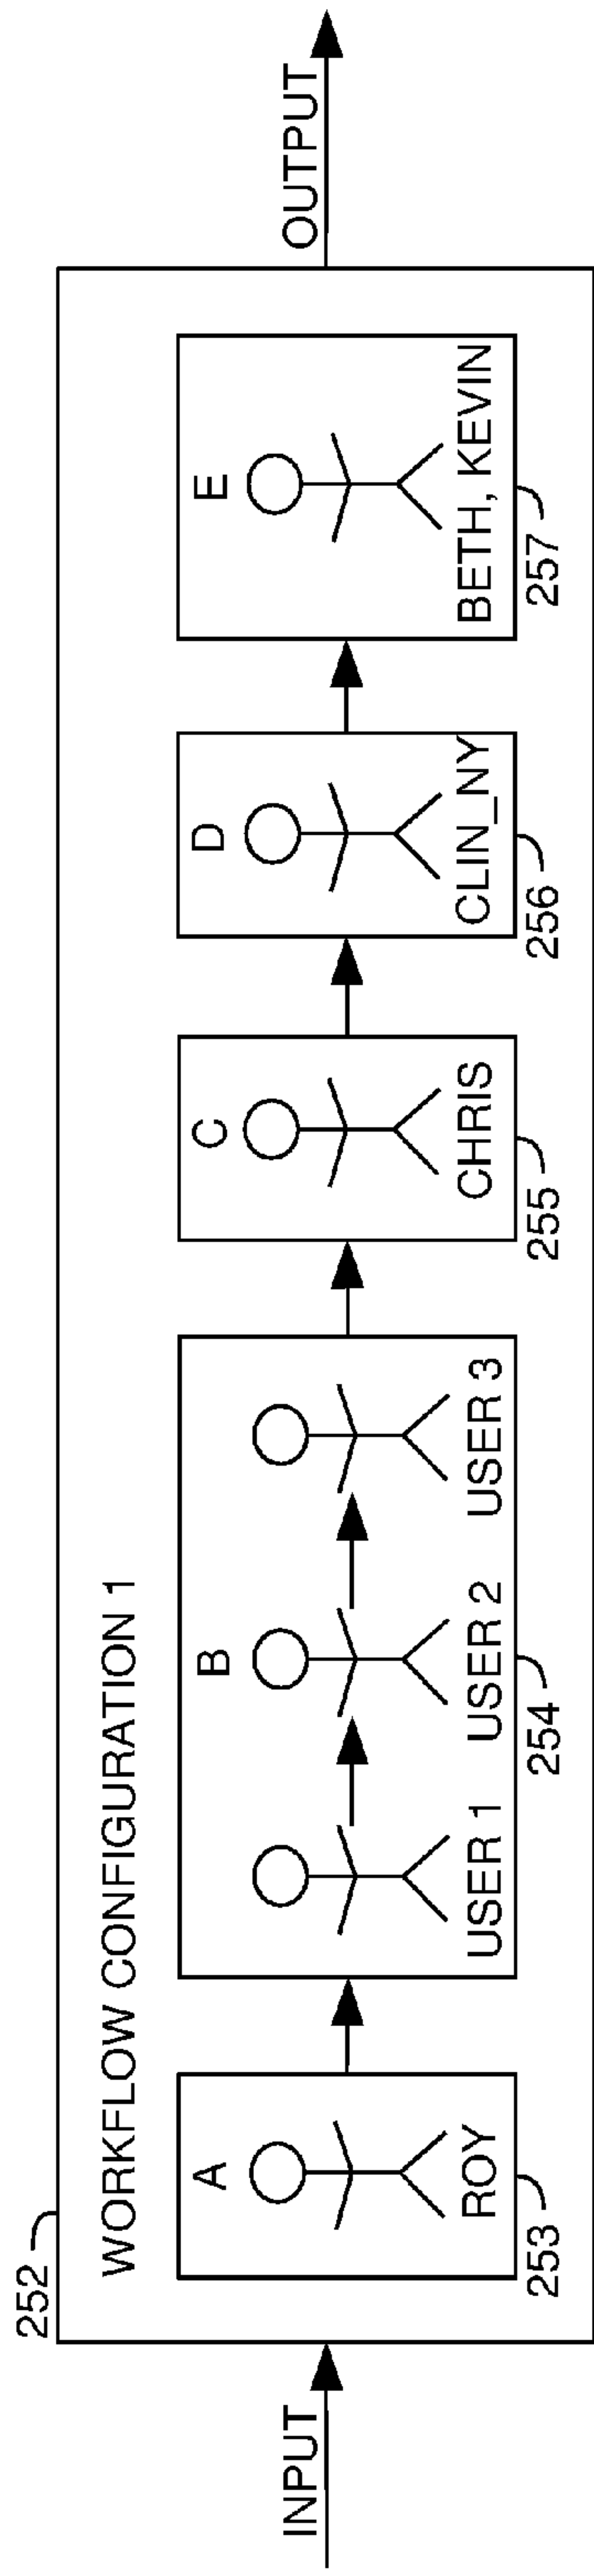 252
WORKFLOW CONFIGURATION 1
INPUT
A
ROY
253
B
USER 1
USER 2
USER 3
254
C
CHRIS
255
D
CLIN_NY
256
E
BETH, KEVIN
257
OUTPUT